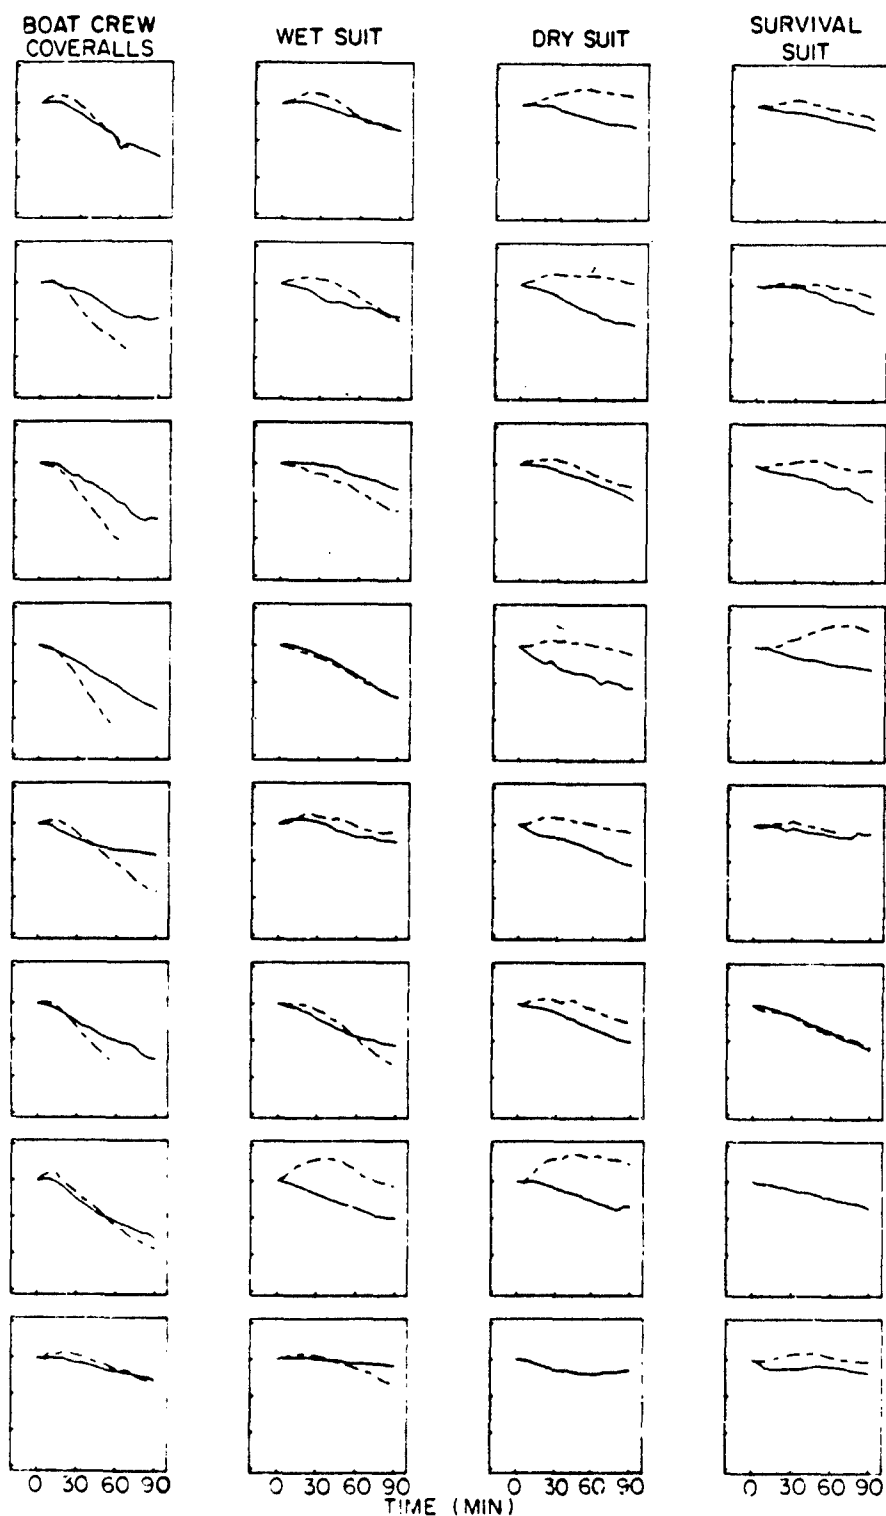 BOAT CREW
COVERALLS
WET SUIT
DRY SUIT
SURVIVAL
SUIT
0 30 60 90 0 30 60 90 0 30 60 90 0 30 60 90
TIME (MIN)